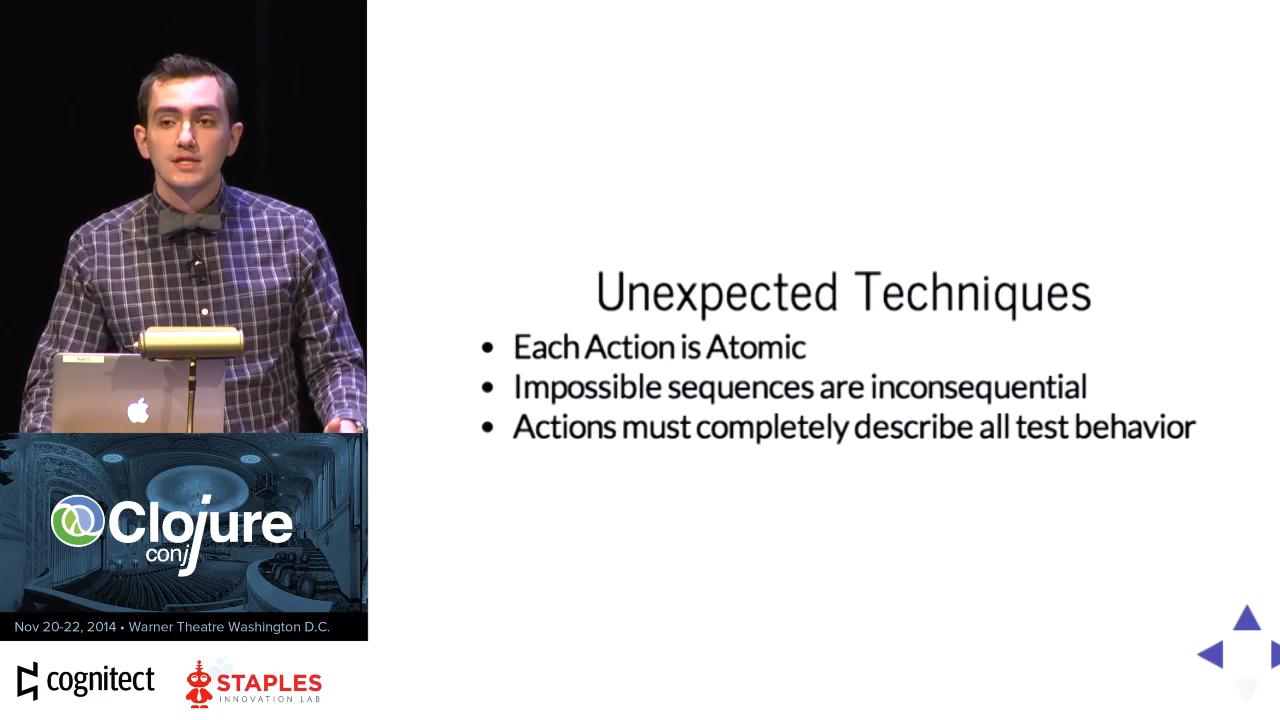 Unexpected Techniques
• Each Action is Atomic
• Impossible sequences are inconsequential
• Actions must completely describe all test behavior
Clojure
conj
Nov 20-22, 2014 • Warner Theatre Washington D.C.
cognitect
STAPLES
INNOVATION LAB